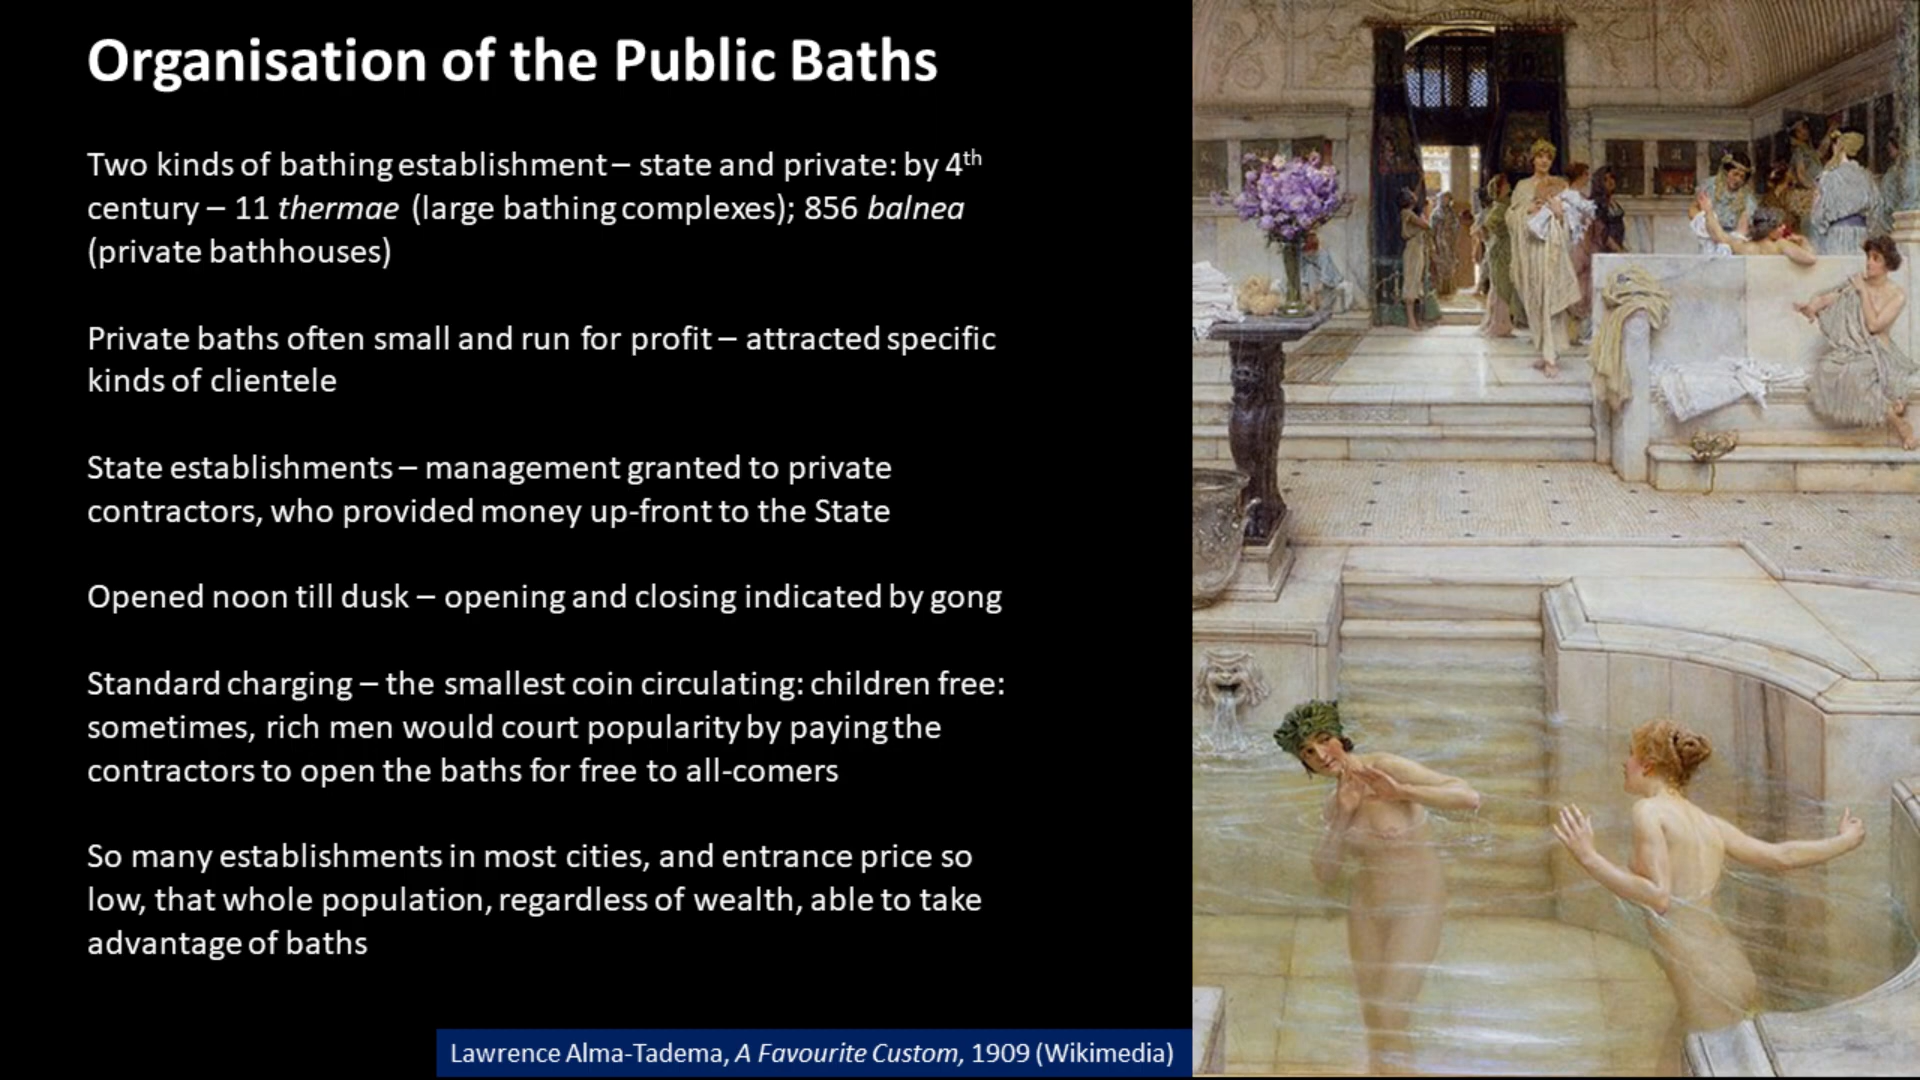 Organisation of the Public Baths
Two kinds of bathing establishment – state and private: by 4th
century – 11 thermae (large bathing complexes); 856 balnea
(private bathhouses)
Private baths often small and run for profit – attracted specific
kinds of clientele
State establishments – management granted to private
contractors, who provided money up-front to the State
Opened noon till dusk – opening and closing indicated by gong
Standard charging – the smallest coin circulating: children free:
sometimes, rich men would court popularity by paying the
contractors to open the baths for free to all-comers
So many establishments in most cities, and entrance price so
low, that whole population, regardless of wealth, able to take
advantage of baths
Lawrence Alma-Tadema, A Favourite Custom, 1909 (Wikimedia)